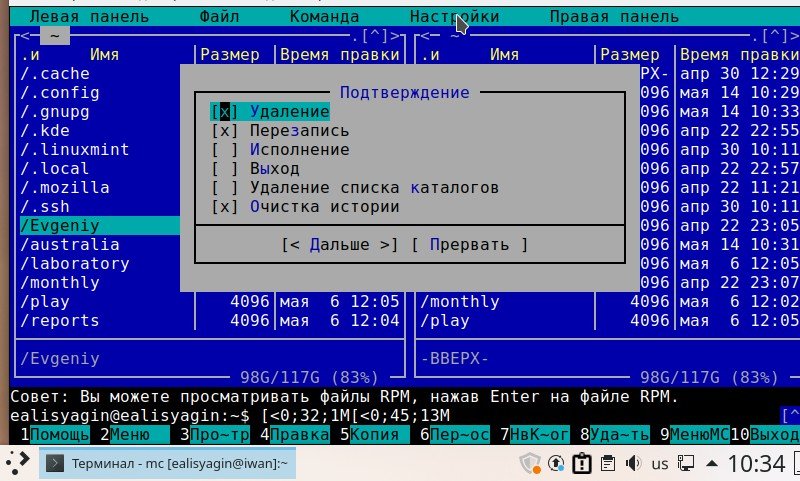 Левая панель Файл Команда Настройки Правая панель
<─ ~ .[^]> <─ ~ .[^]>
.и Имя Размер Время правки .и Имя Размер Время правки
/.cache РХ- апр 30 12:29
/.config 096 мая 14 10:29
/.gnupg 096 мая 14 10:33
/.kde 096 апр 22 22:55
/.linuxmint 096 апр 30 10:11
/.local 096 апр 22 22:57
/.mozilla 096 апр 22 11:21
/.ssh 096 апр 30 10:11
/Evgeniy 096 апр 22 23:05
/australia 096 мая 14 10:31
/laboratory 096 мая 6 12:05
/monthly 096 апр 22 23:07
/play 4096 мая 6 12:05 /monthly 4096 мая 6 12:02
/reports 4096 мая 6 12:04 /play 4096 мая 6 12:05
Подтверждение
[x] Удаление
[x] Перезапись
[ ] Исполнение
[ ] Выход
[ ] Удаление списка каталогов
[x] Очистка истории
[< Дальше >] [ Прервать ]
/Evgeniy -ВВЕРХ-
98G/117G (83%) 98G/117G (83%)
Совет: Вы можете просматривать файлы RPM, нажав Enter на файле RPM.
ealisyagin@ealisyagin:~$ [<0;32;1M[<0;45;13M [^
1Помощь 2Меню 3Про~тр 4Правка 5Копия 6Пер~ос 7НвК~ог 8Уда~ть 9МенюMC 10Выход
Терминал - mc [ealisyagin@iwan]:~ us 10:34